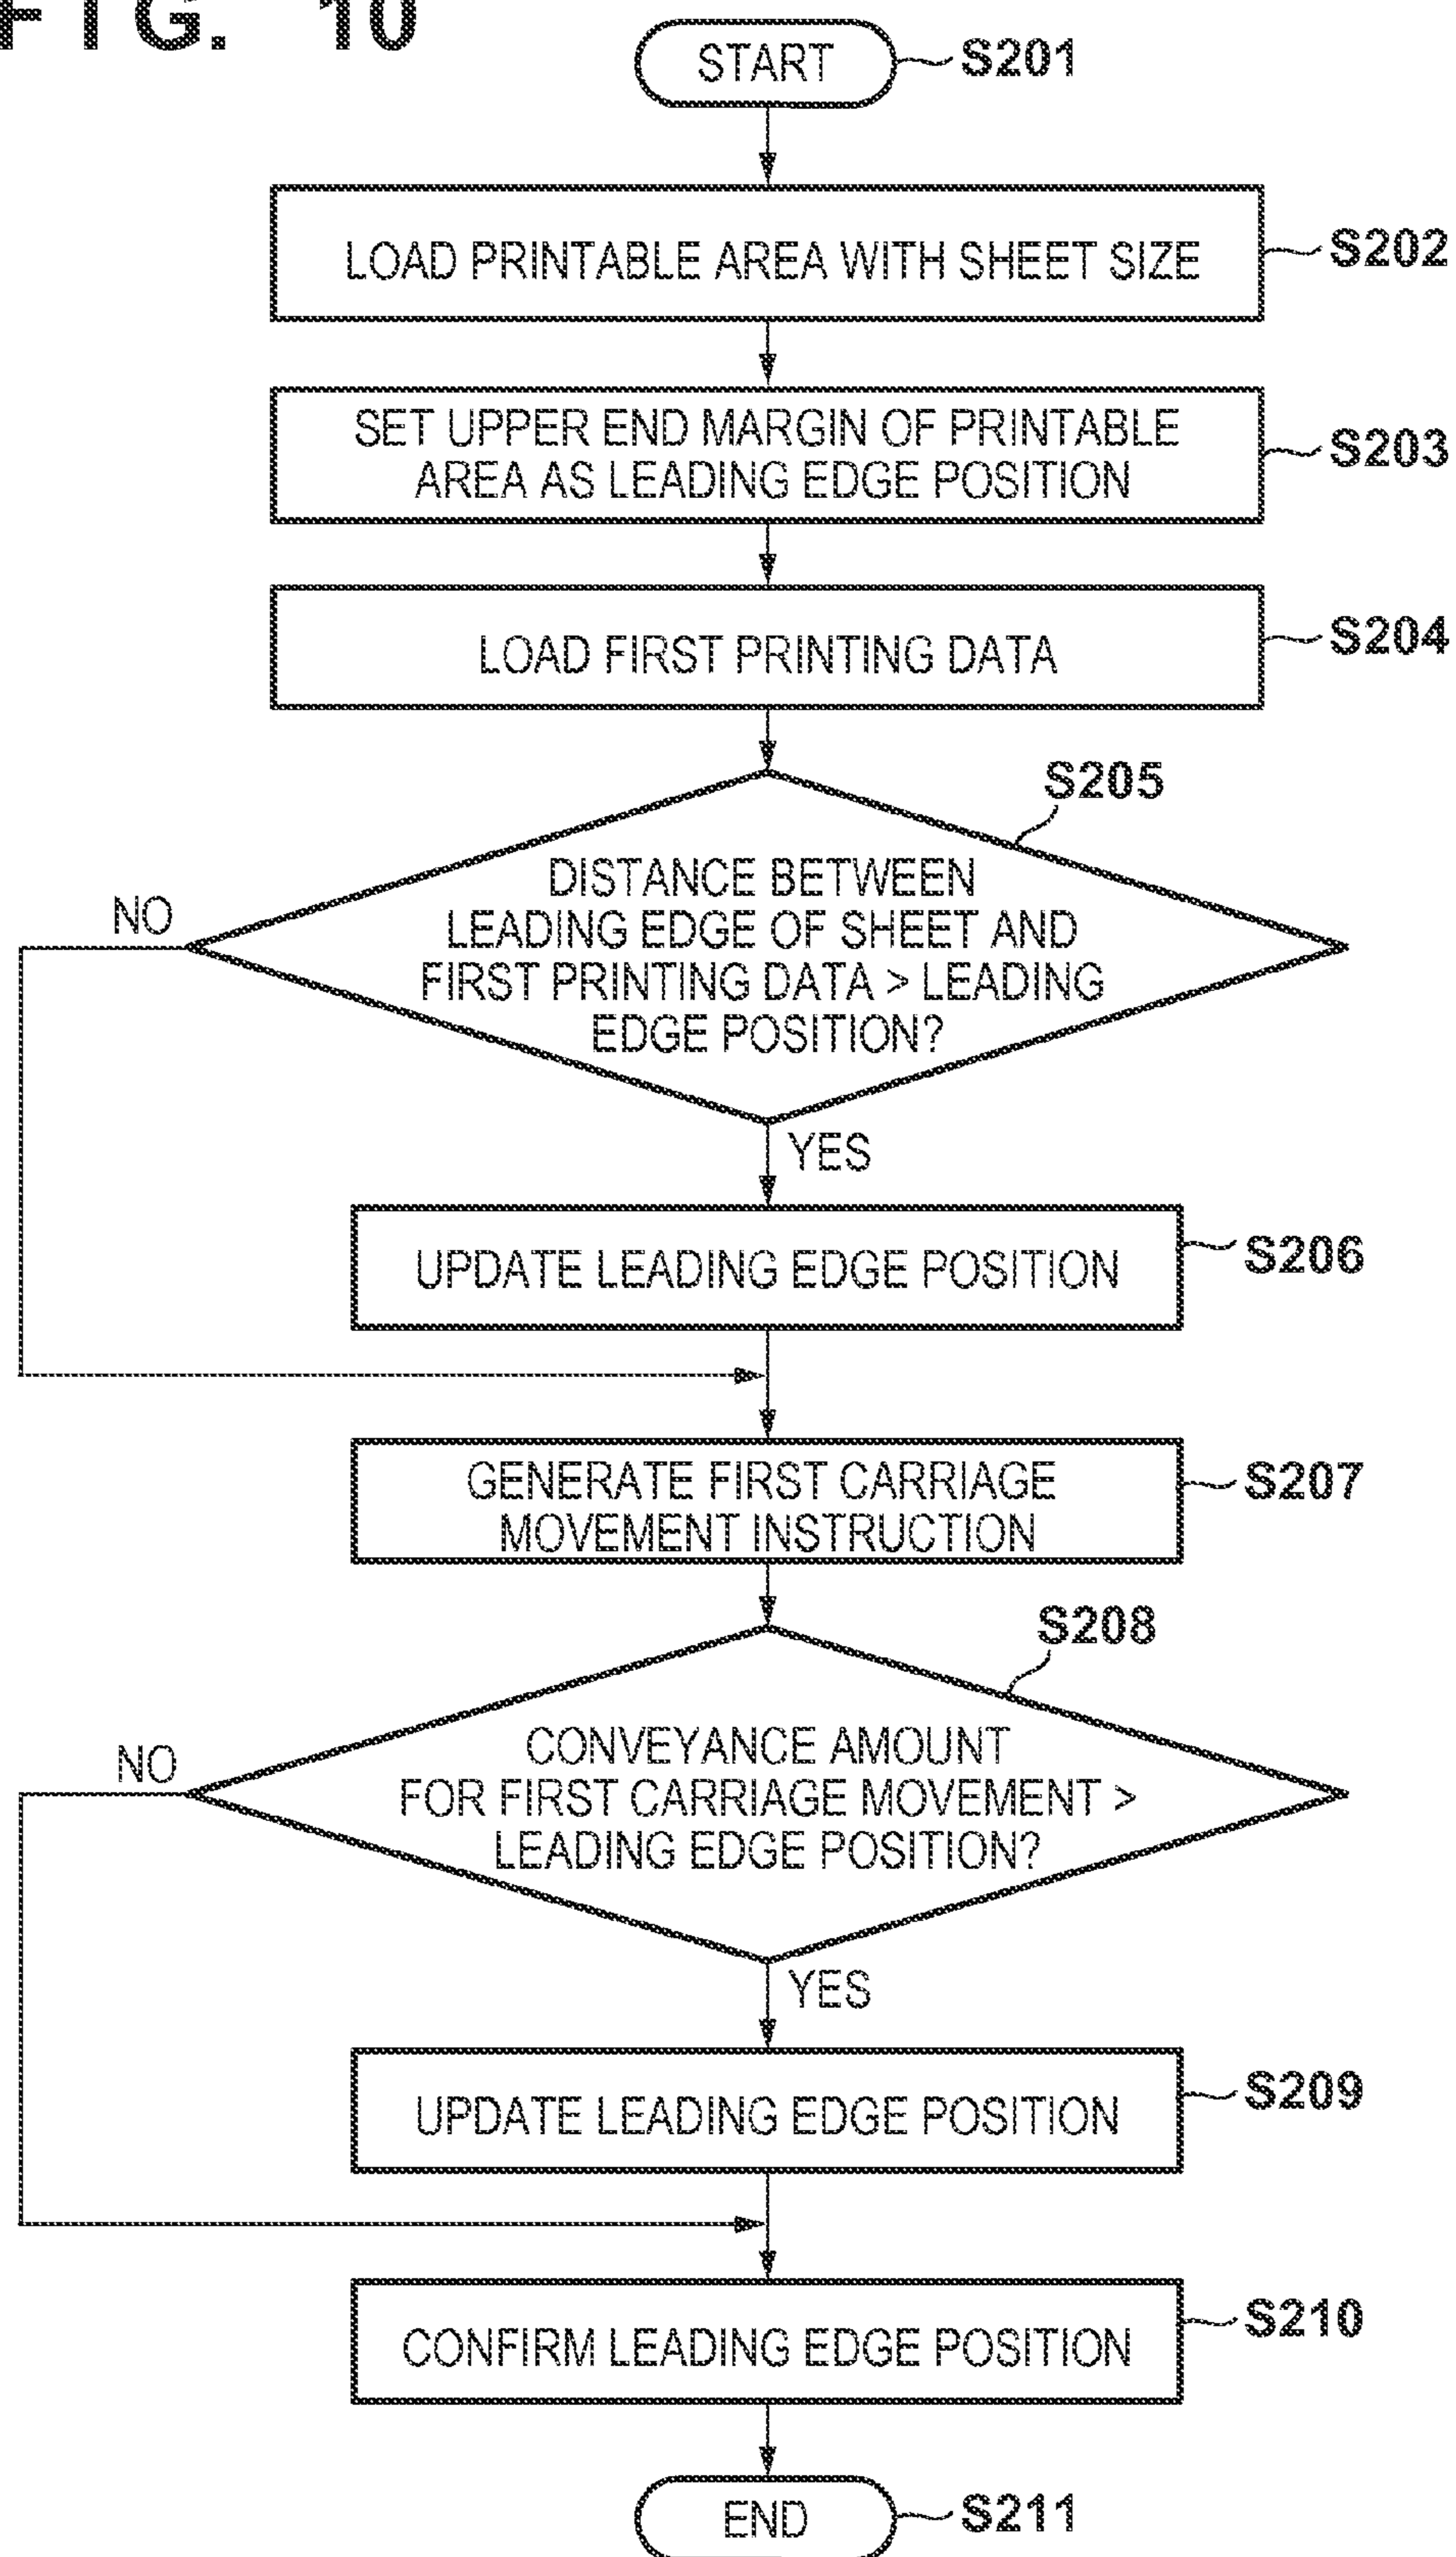 FIG. 10
START S201
LOAD PRINTABLE AREA WITH SHEET SIZE S202
SET UPPER END MARGIN OF PRINTABLE
AREA AS LEADING EDGE POSITION
S203
LOAD FIRST PRINTING DATA S204
S205
DISTANCE BETWEEN
LEADING EDGE OF SHEET AND
FIRST PRINTING DATA > LEADING
EDGE POSITION?
NO
YES
UPDATE LEADING EDGE POSITION S206
GENERATE FIRST CARRIAGE
MOVEMENT INSTRUCTION
S207
S208
CONVEYANCE AMOUNT
FOR FIRST CARRIAGE MOVEMENT >
LEADING EDGE POSITION?
NO
YES
UPDATE LEADING EDGE POSITION S209
CONFIRM LEADING EDGE POSITION S210
END S211